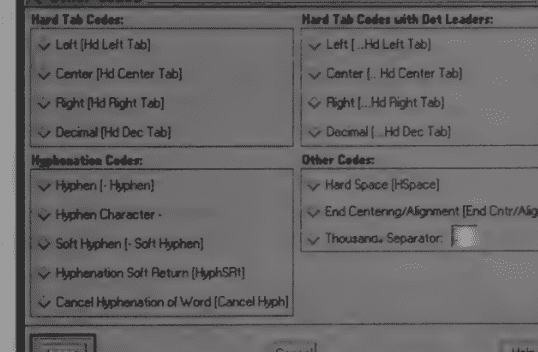 Other Codes
Hard Tab Codes:
Left [Hd Left Tab]
Center [Hd Center Tab]
Right [Hd Right Tab]
Decimal [Hd Dec Tab]
Hard Tab Codes with Dot Leaders:
Left [...Hd Left Tab]
Center [... Hd Center Tab]
Right [...Hd Right Tab]
Decimal [...Hd Dec Tab]
Hyphenation Codes:
Hyphen [- Hyphen]
Hyphen Character -
Soft Hyphen [- Soft Hyphen]
Hyphenation Soft Return [HyphSRt]
Cancel Hyphenation of Word [Cancel Hyph]
Other Codes:
Hard Space [HSpace]
End Centering/Alignment [End Cntr/Alig
Thousands Separator:
Cancel
Help